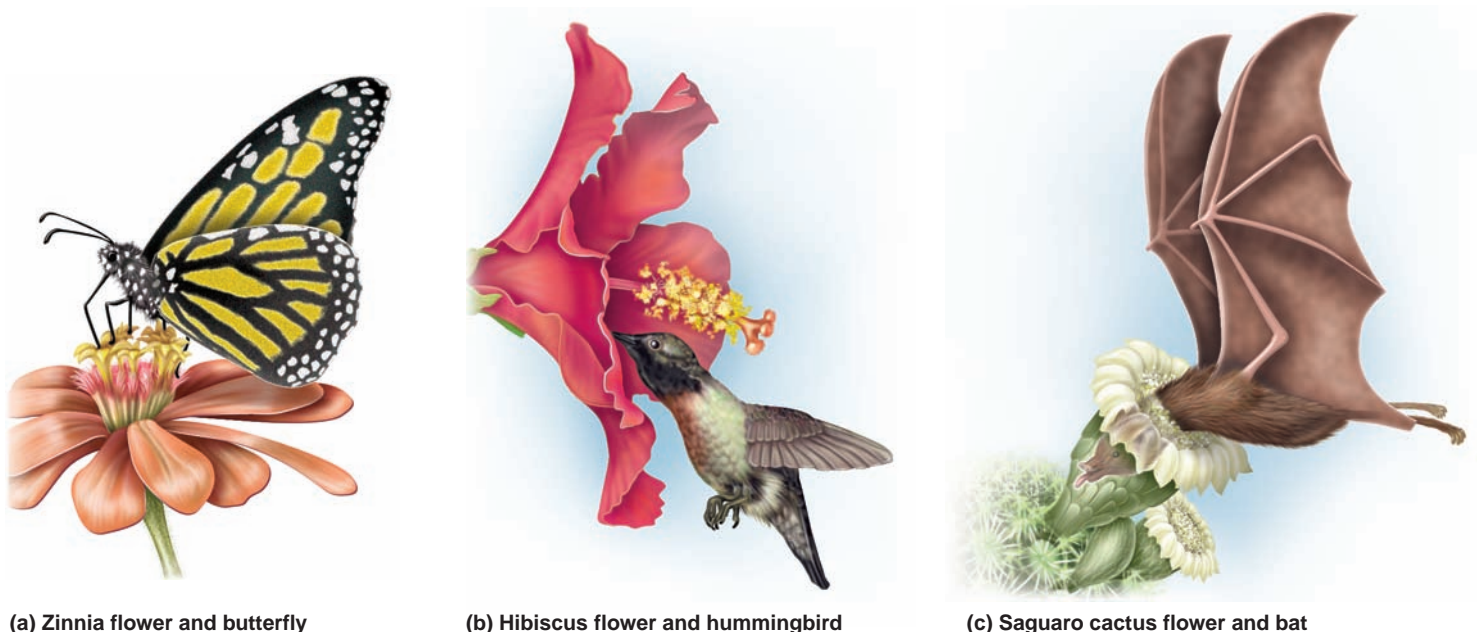 (a) Zinnia flower and butterfly
(b) Hibiscus flower and hummingbird
(c) Saguaro cactus flower and bat